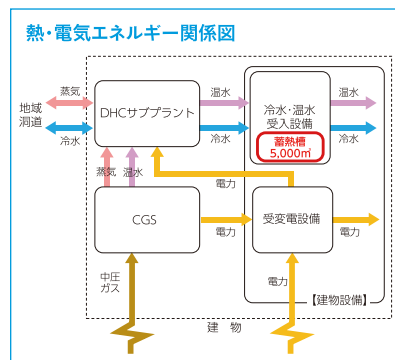 熱・電気エネルギー関係図
蒸気
温水
温水
地域
洞道
DHCサブプラント
冷水・温水
受入設備
冷水
冷水
冷水
蓄熱槽
5,000㎥
蒸気
温水
電力
CGS
電力
受変電設備
電力
中圧
ガス
電力
【建物設備】
建物